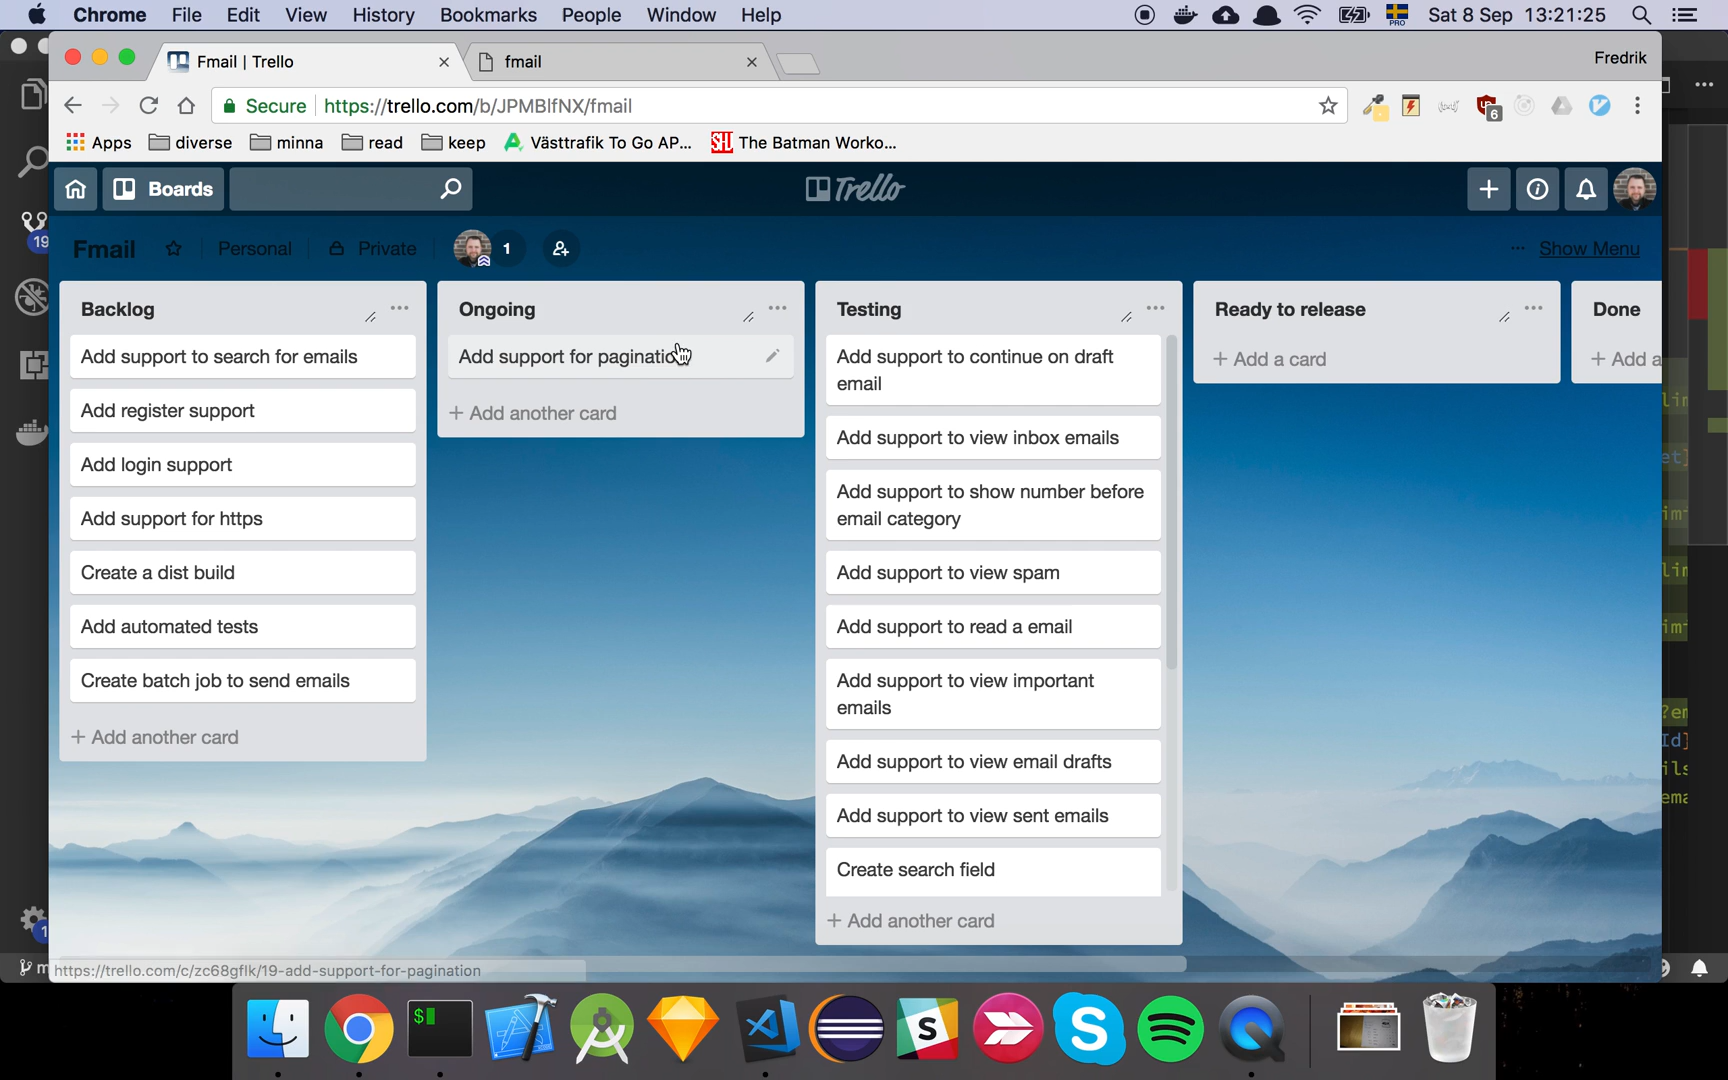 Chrome File Edit View History Bookmarks People Window Help PRO Sat 8 Sep 13:21:25
Fmail | Trello fmail Fredrik
Secure https://trello.com/b/JPMBlfNX/fmail 6
Apps diverse minna read keep Västtrafik To Go AP... The Batman Worko...
Boards Trello
Fmail Personal Private 1 ... Show Menu
19
Backlog
Add support to search for emails
Add register support
Add login support
Add support for https
Create a dist build
Add automated tests
Create batch job to send emails
+ Add another card
Ongoing
Add support for paginatio
+ Add another card
Testing
Add support to continue on draft
email
Add support to view inbox emails
Add support to show number before
email category
Add support to view spam
Add support to read a email
Add support to view important
emails
Add support to view email drafts
Add support to view sent emails
Create search field
+ Add another card
Ready to release
+ Add a card
Done
+ Add a
1
https://trello.com/c/zc68gflk/19-add-support-for-pagination
$
S